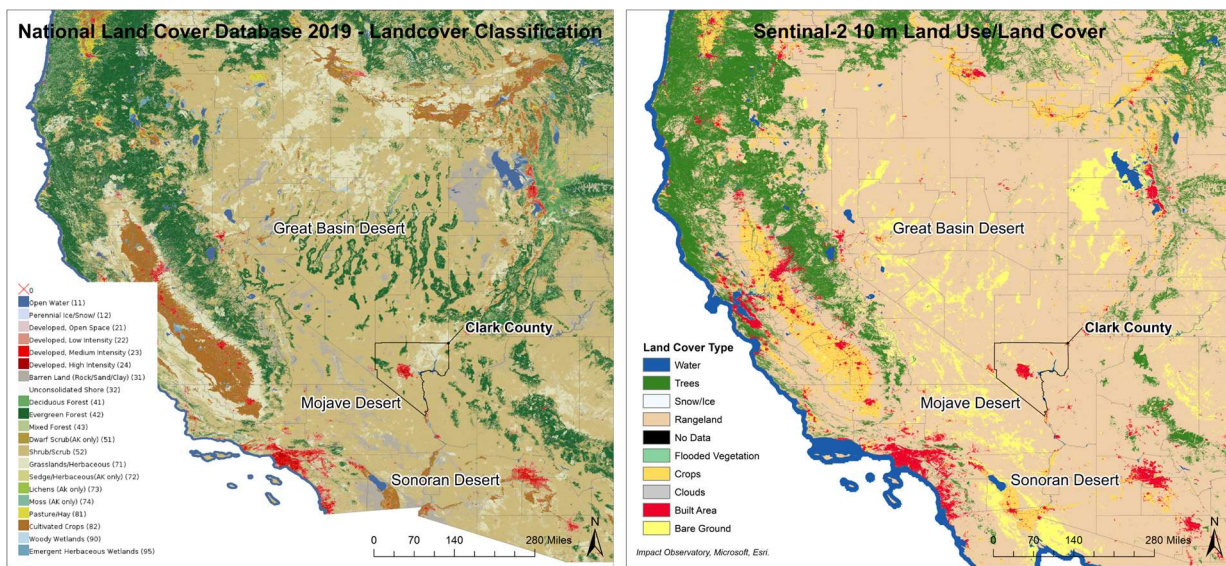 National Land Cover Database 2019 - Landcover Classification
Great Basin Desert
Clark County
Mojave Desert
Sonoran Desert
0
Open Water (11)
Perennial Ice/Snow/ (12)
Developed, Open Space (21)
Developed, Low Intensity (22)
Developed, Medium Intensity (23)
Developed, High Intensity (24)
Barren Land (Rock/Sand/Clay) (31)
Unconsolidated Shore (32)
Deciduous Forest (41)
Evergreen Forest (42)
Mixed Forest (43)
Dwarf Scrub(AK only) (51)
Shrub/Scrub (52)
Grasslands/Herbaceous (71)
Sedge/Herbaceous(AK only) (72)
Lichens (Ak only) (73)
Moss (AK only) (74)
Pasture/Hay (81)
Cultivated Crops (82)
Woody Wetlands (90)
Emergent Herbaceous Wetlands (95)
N
0 70 140 280 Miles
Sentinal-2 10 m Land Use/Land Cover
Great Basin Desert
Clark County
Mojave Desert
Sonoran Desert
Land Cover Type
Water
Trees
Snow/Ice
Rangeland
No Data
Flooded Vegetation
Crops
Clouds
Built Area
Bare Ground
N
0 70 140 280 Miles
Impact Observatory, Microsoft, Esri.